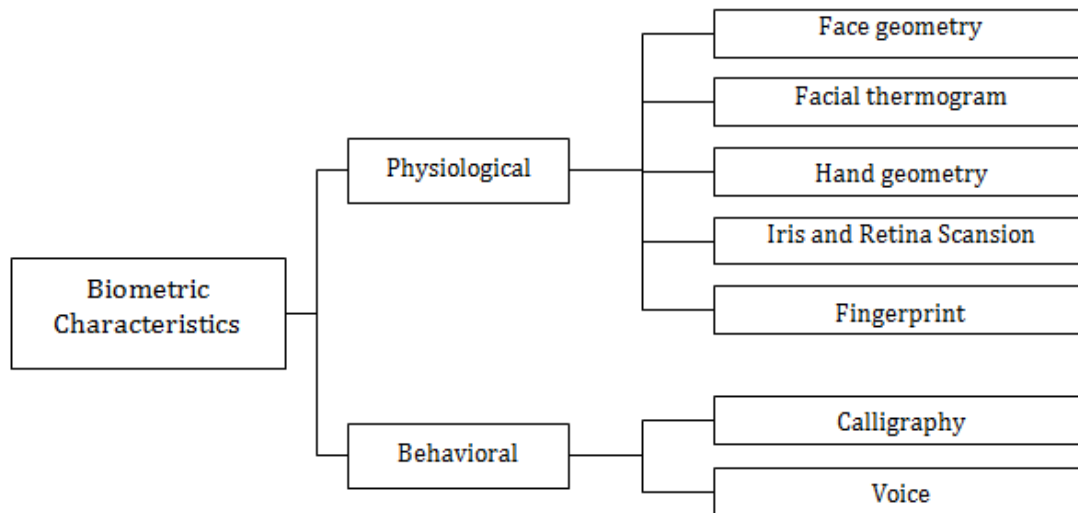 Face geometry
Facial thermogram
Physiological
Hand geometry
Iris and Retina Scansion
Biometric
Characteristics
Fingerprint
Calligraphy
Behavioral
Voice